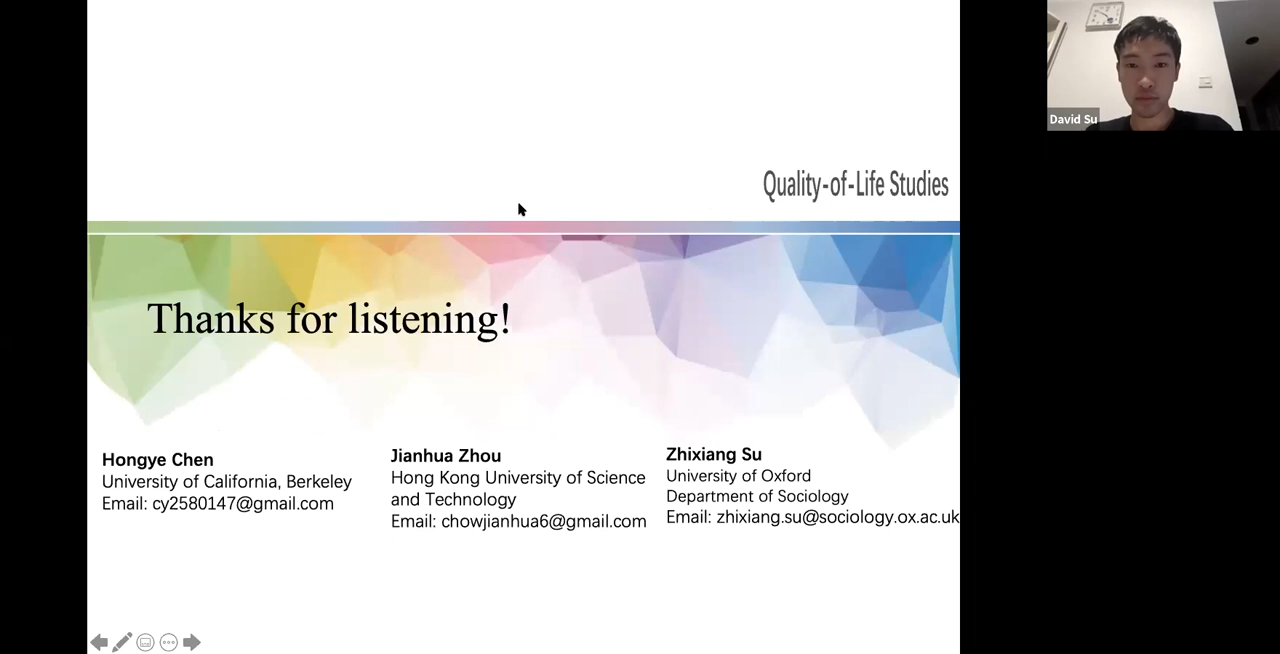 David Su
Quality-of-Life Studies
Thanks for listening!
Hongye Chen
University of California, Berkeley
Email: cy2580147@gmail.com
Jianhua Zhou
Hong Kong University of Science
and Technology
Email: chowjianhua6@gmail.com
Zhixiang Su
University of Oxford
Department of Sociology
Email: zhixiang.su@sociology.ox.ac.uk